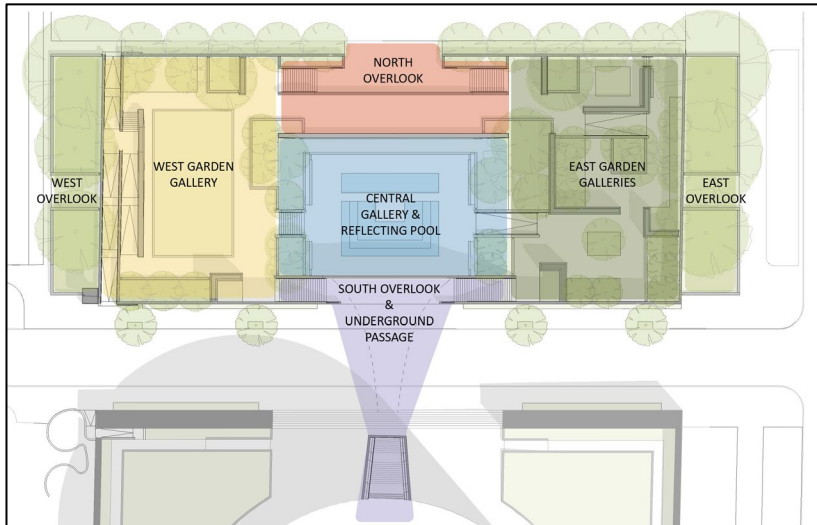 NORTH
OVERLOOK
WEST GARDEN
GALLERY
EAST GARDEN
GALLERIES
WEST
OVERLOOK
EAST
OVERLOOK
CENTRAL
GALLERY &
REFLECTING POOL
SOUTH OVERLOOK
&
UNDERGROUND
PASSAGE